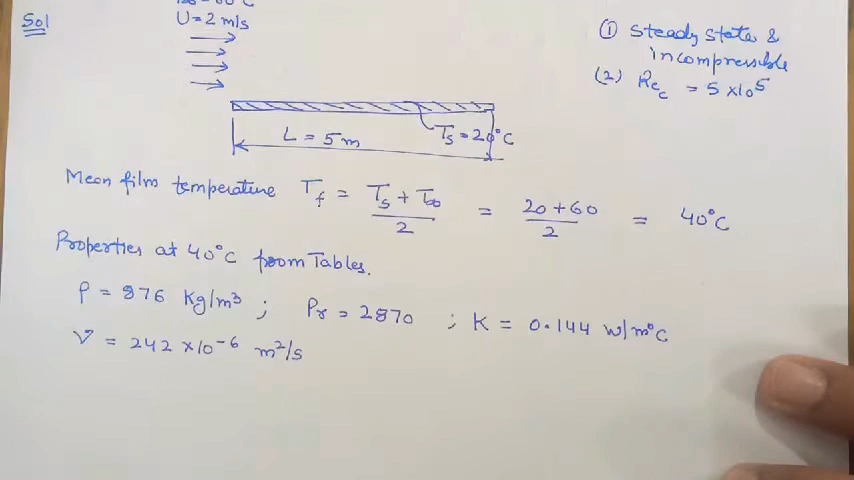 Sol
U = 2 m/s
(1) Steady state &
incompressible
(2) Re_c = 5 x 10^5
L = 5 m
T_s = 20°C
Mean film temperature T_f = (T_s + T_∞)/2 = (20+60)/2 = 40°C
Properties at 40°C from Tables.
ρ = 876 Kg/m³ ; Pr = 2870 ; K = 0.144 W/m°C
ν = 242 x 10^-6 m²/s